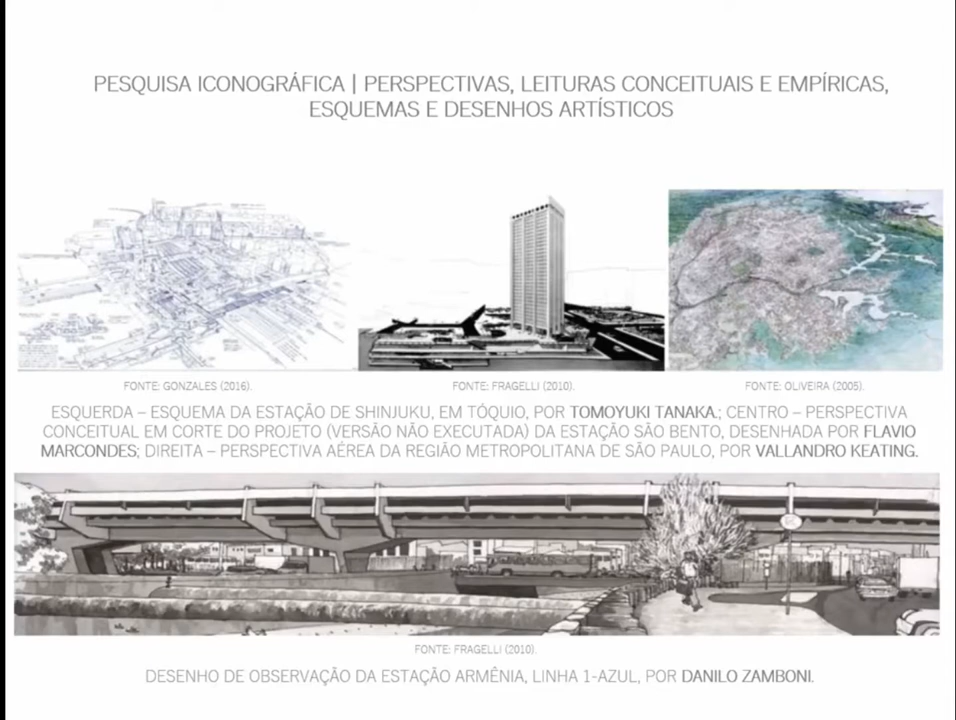 PESQUISA ICONOGRÁFICA | PERSPECTIVAS, LEITURAS CONCEITUAIS E EMPÍRICAS,
ESQUEMAS E DESENHOS ARTÍSTICOS
FONTE: GONZALES (2016).
FONTE: FRAGELLI (2010).
FONTE: OLIVEIRA (2005).
ESQUERDA – ESQUEMA DA ESTAÇÃO DE SHINJUKU, EM TÓQUIO, POR TOMOYUKI TANAKA.; CENTRO – PERSPECTIVA
CONCEITUAL EM CORTE DO PROJETO (VERSÃO NÃO EXECUTADA) DA ESTAÇÃO SÃO BENTO, DESENHADA POR FLAVIO
MARCONDES; DIREITA – PERSPECTIVA AÉREA DA REGIÃO METROPOLITANA DE SÃO PAULO, POR VALLANDRO KEATING.
FONTE: FRAGELLI (2010).
DESENHO DE OBSERVAÇÃO DA ESTAÇÃO ARMÊNIA, LINHA 1-AZUL, POR DANILO ZAMBONI.